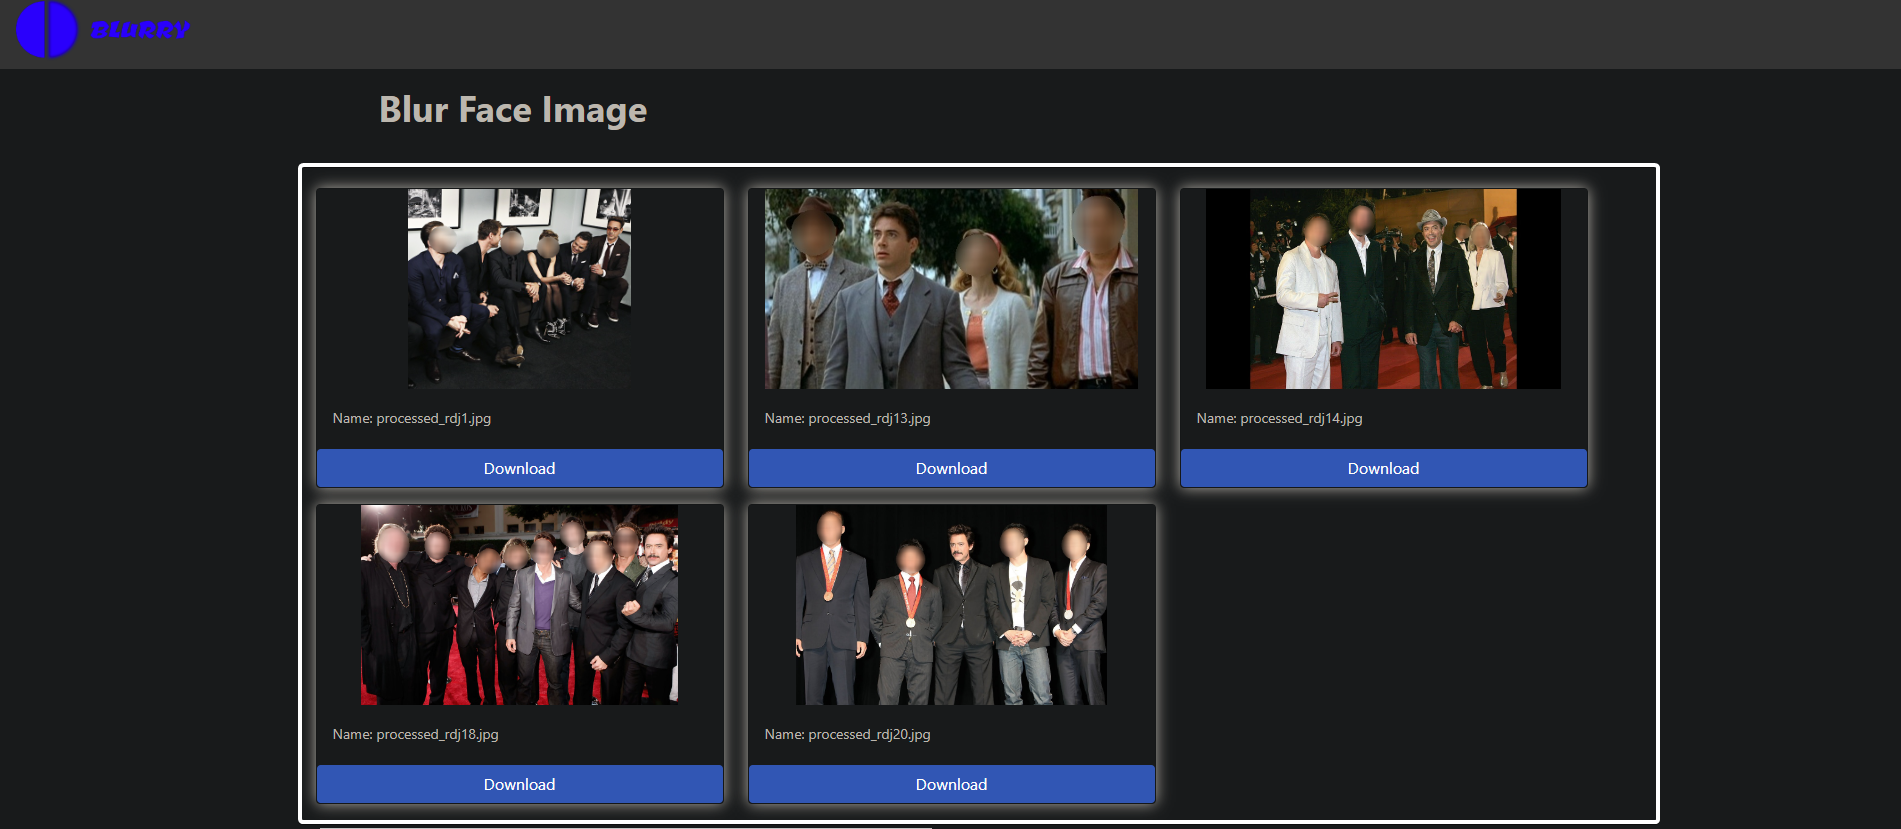 BLURRY
Blur Face Image
Name: processed_rdj1.jpg
Download
Name: processed_rdj13.jpg
Download
Name: processed_rdj14.jpg
Download
Name: processed_rdj18.jpg
Download
Name: processed_rdj20.jpg
Download